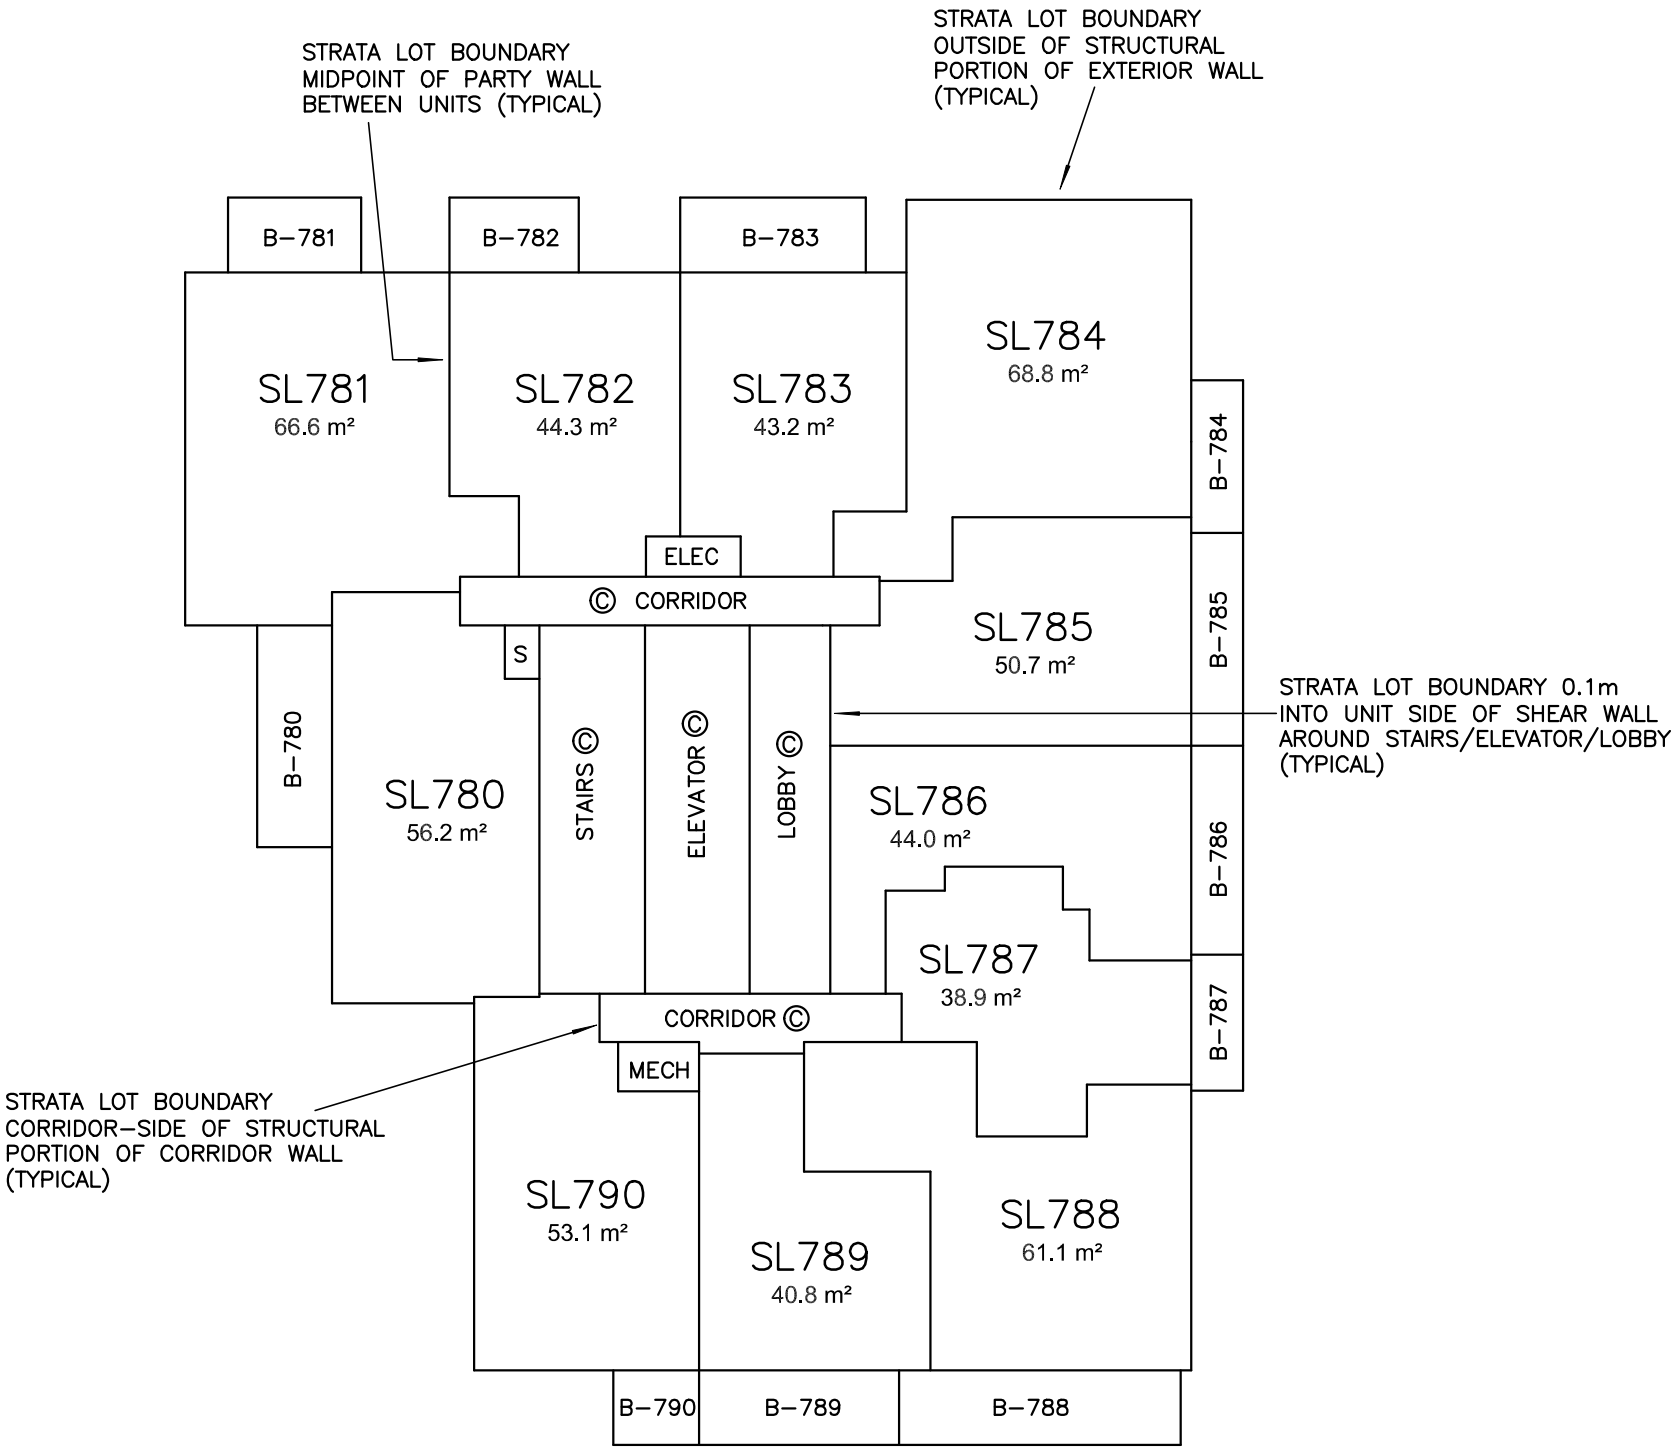 STRATA LOT BOUNDARY
OUTSIDE OF STRUCTURAL
PORTION OF EXTERIOR WALL
(TYPICAL)
STRATA LOT BOUNDARY
MIDPOINT OF PARTY WALL
BETWEEN UNITS (TYPICAL)
B-781
B-782
B-783
SL784
68.8 m²
SL781
66.6 m²
SL782
44.3 m²
SL783
43.2 m²
B-784
ELEC
© CORRIDOR
SL785
50.7 m²
B-785
S
STRATA LOT BOUNDARY 0.1m
INTO UNIT SIDE OF SHEAR WALL
AROUND STAIRS/ELEVATOR/LOBBY
(TYPICAL)
B-780
SL780
56.2 m²
STAIRS ©
ELEVATOR ©
LOBBY ©
SL786
44.0 m²
B-786
SL787
38.9 m²
B-787
CORRIDOR ©
MECH
STRATA LOT BOUNDARY
CORRIDOR-SIDE OF STRUCTURAL
PORTION OF CORRIDOR WALL
(TYPICAL)
SL790
53.1 m²
SL789
40.8 m²
SL788
61.1 m²
B-790
B-789
B-788